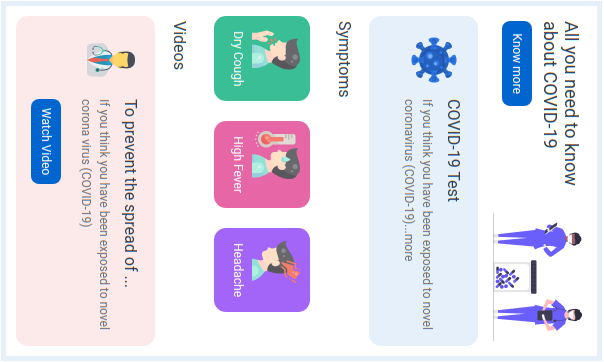 All you need to know
about COVID-19
Know more
COVID-19 Test
If you think you have been exposed to novel
coronavirus (COVID-19)...more
Symptoms
Dry Cough
High Fever
Headache
Videos
To prevent the spread of ...
If you think you have been exposed to novel
corona virus (COVID-19)
Watch Video